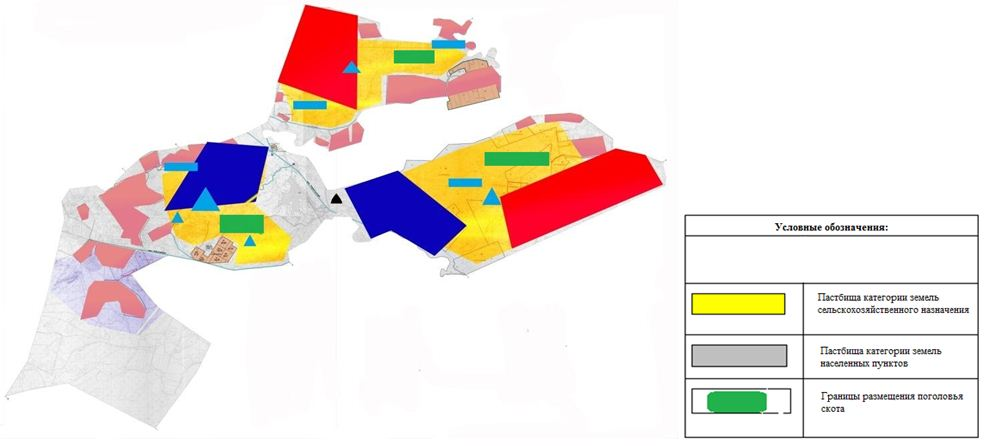 Условные обозначения:
Пастбища категории земель
сельскохозяйственного назначения
Пастбища категории земель
населенных пунктов
Границы размещения поголовья
скота